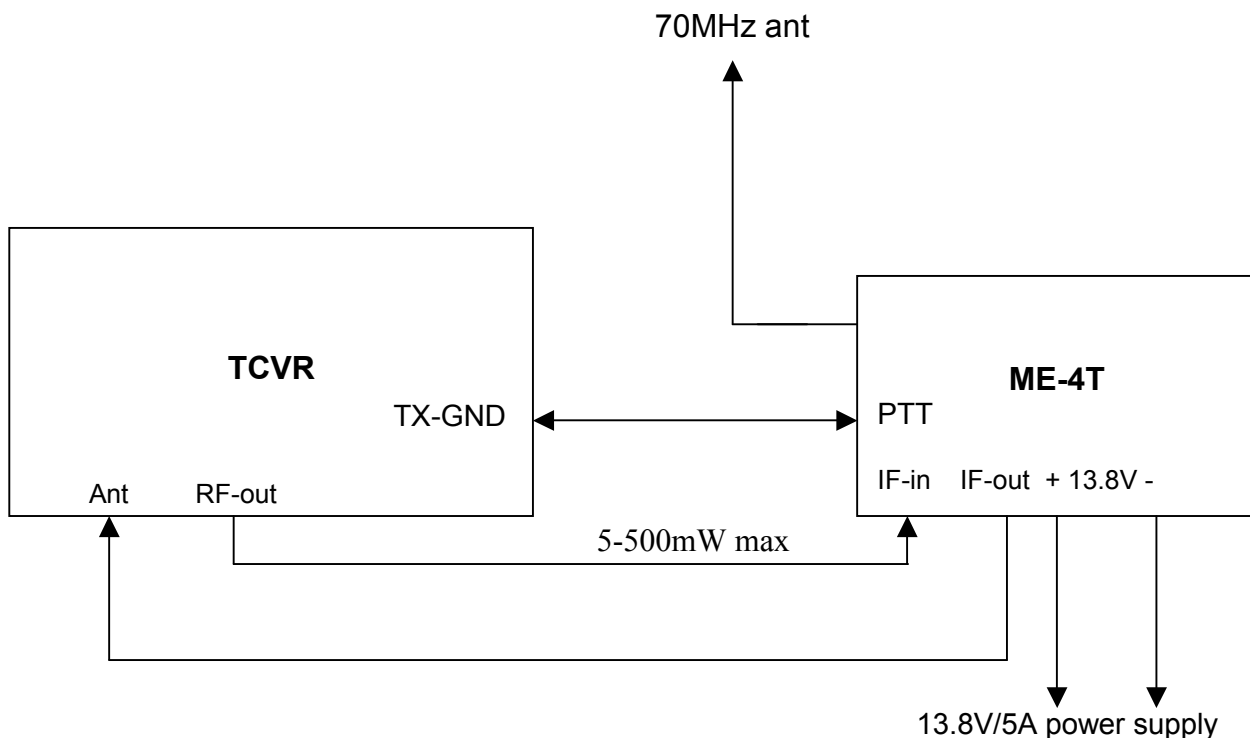 70MHz ant
TCVR
ME-4T
TX-GND
PTT
Ant
RF-out
IF-in
IF-out
+ 13.8V -
5-500mW max
13.8V/5A power supply